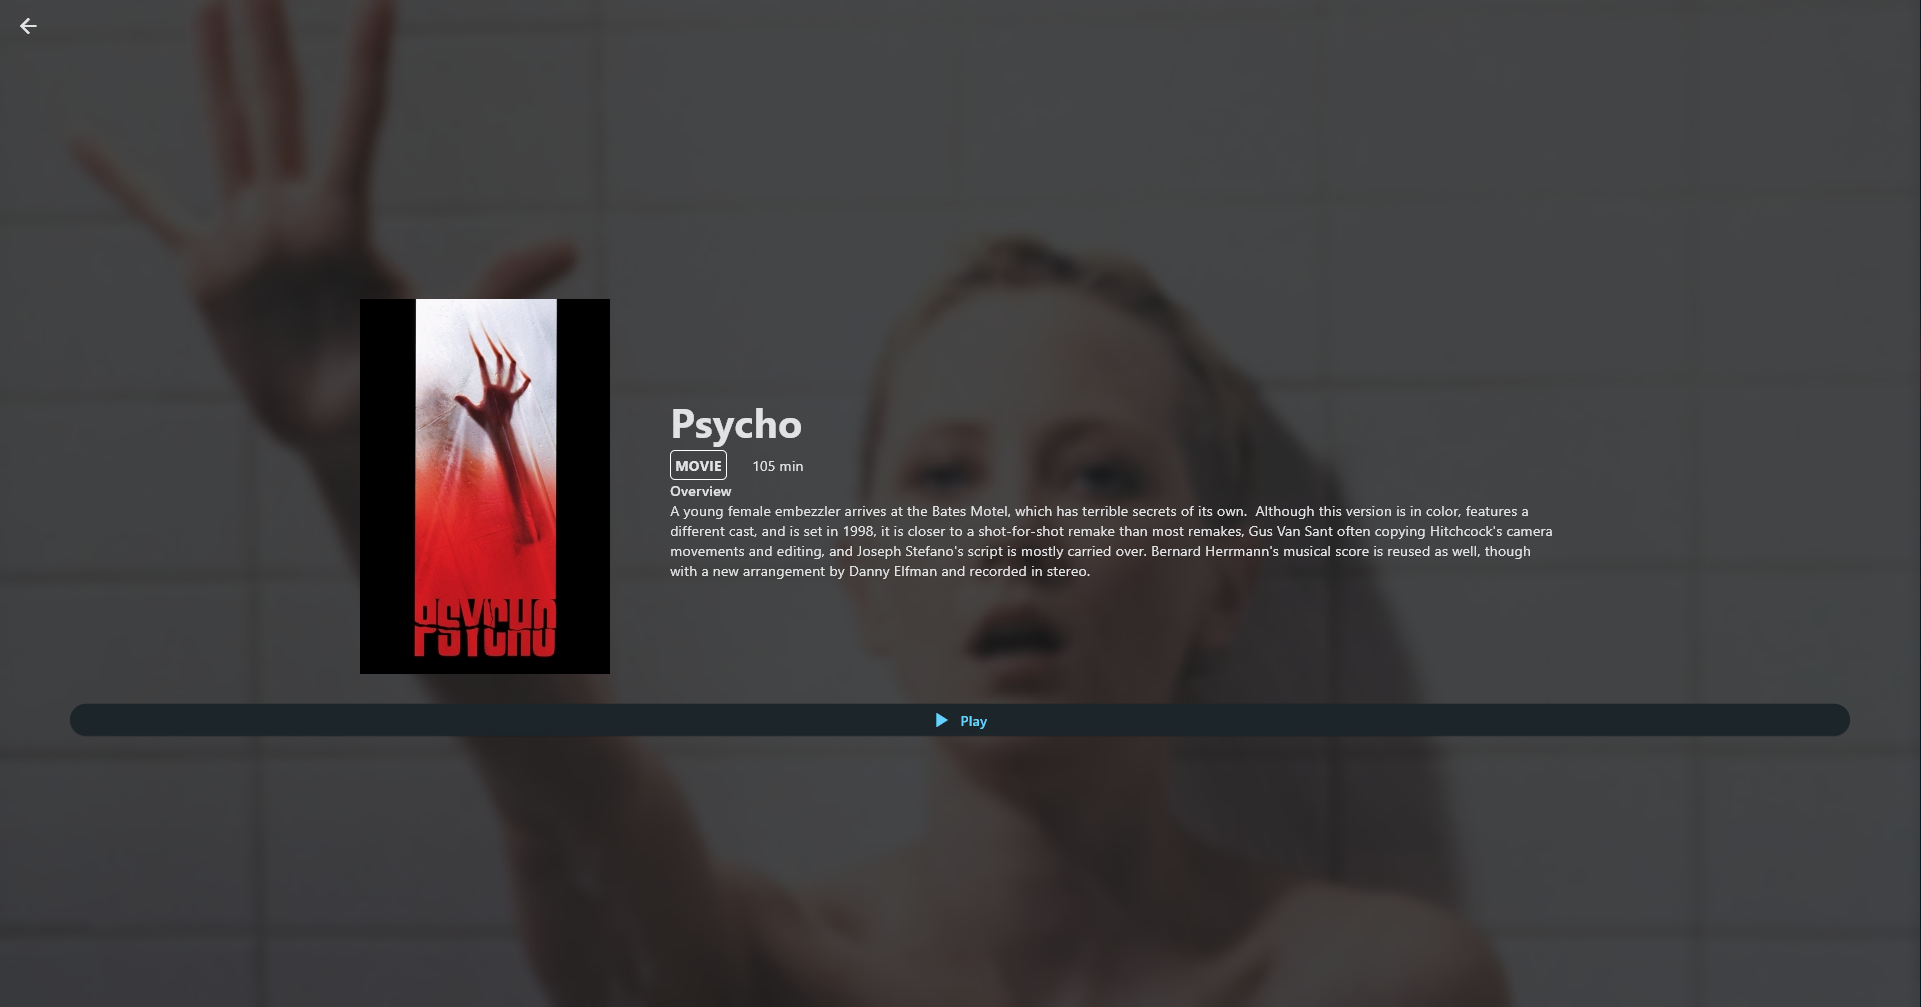 PSYCHO
Psycho
MOVIE 105 min
Overview
A young female embezzler arrives at the Bates Motel, which has terrible secrets of its own.  Although this version is in color, features a
different cast, and is set in 1998, it is closer to a shot-for-shot remake than most remakes, Gus Van Sant often copying Hitchcock's camera
movements and editing, and Joseph Stefano's script is mostly carried over. Bernard Herrmann's musical score is reused as well, though
with a new arrangement by Danny Elfman and recorded in stereo.
Play